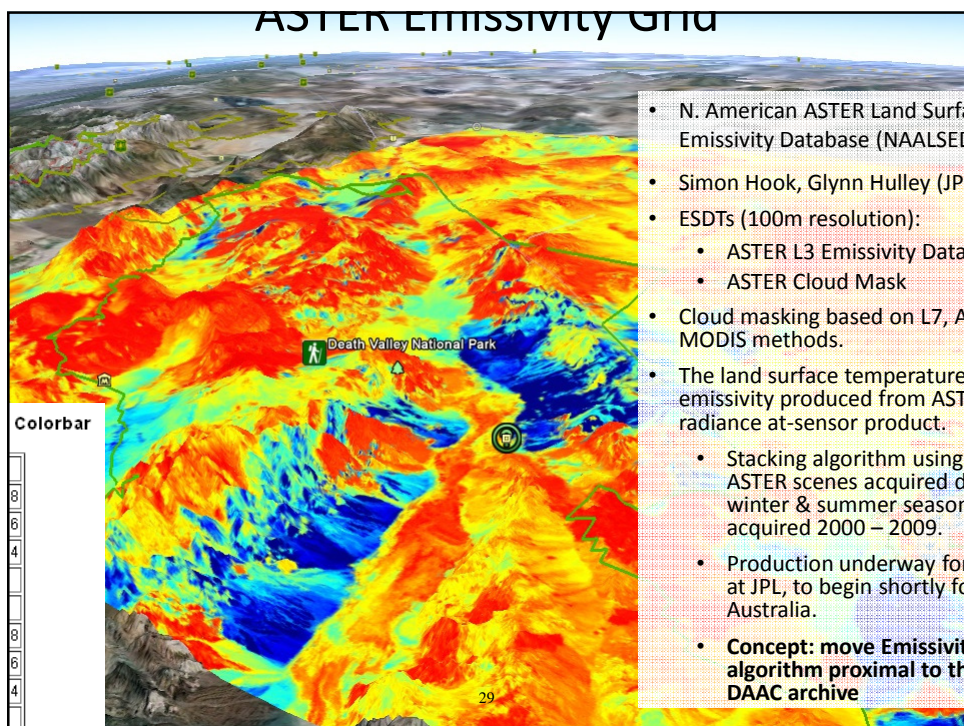 ASTER Emissivity Grid
• N. American ASTER Land Surfa
Emissivity Database (NAALSED
• Simon Hook, Glynn Hulley (JP
• ESDTs (100m resolution):
• ASTER L3 Emissivity Data
• ASTER Cloud Mask
• Cloud masking based on L7, A
MODIS methods.
• The land surface temperature
emissivity produced from AST
radiance at-sensor product.
• Stacking algorithm using
ASTER scenes acquired d
winter & summer season
acquired 2000 – 2009.
• Production underway for
at JPL, to begin shortly fo
Australia.
• Concept: move Emissivit
algorithm proximal to th
DAAC archive
Death Valley National Park
Colorbar
8
6
4
8
6
4
29